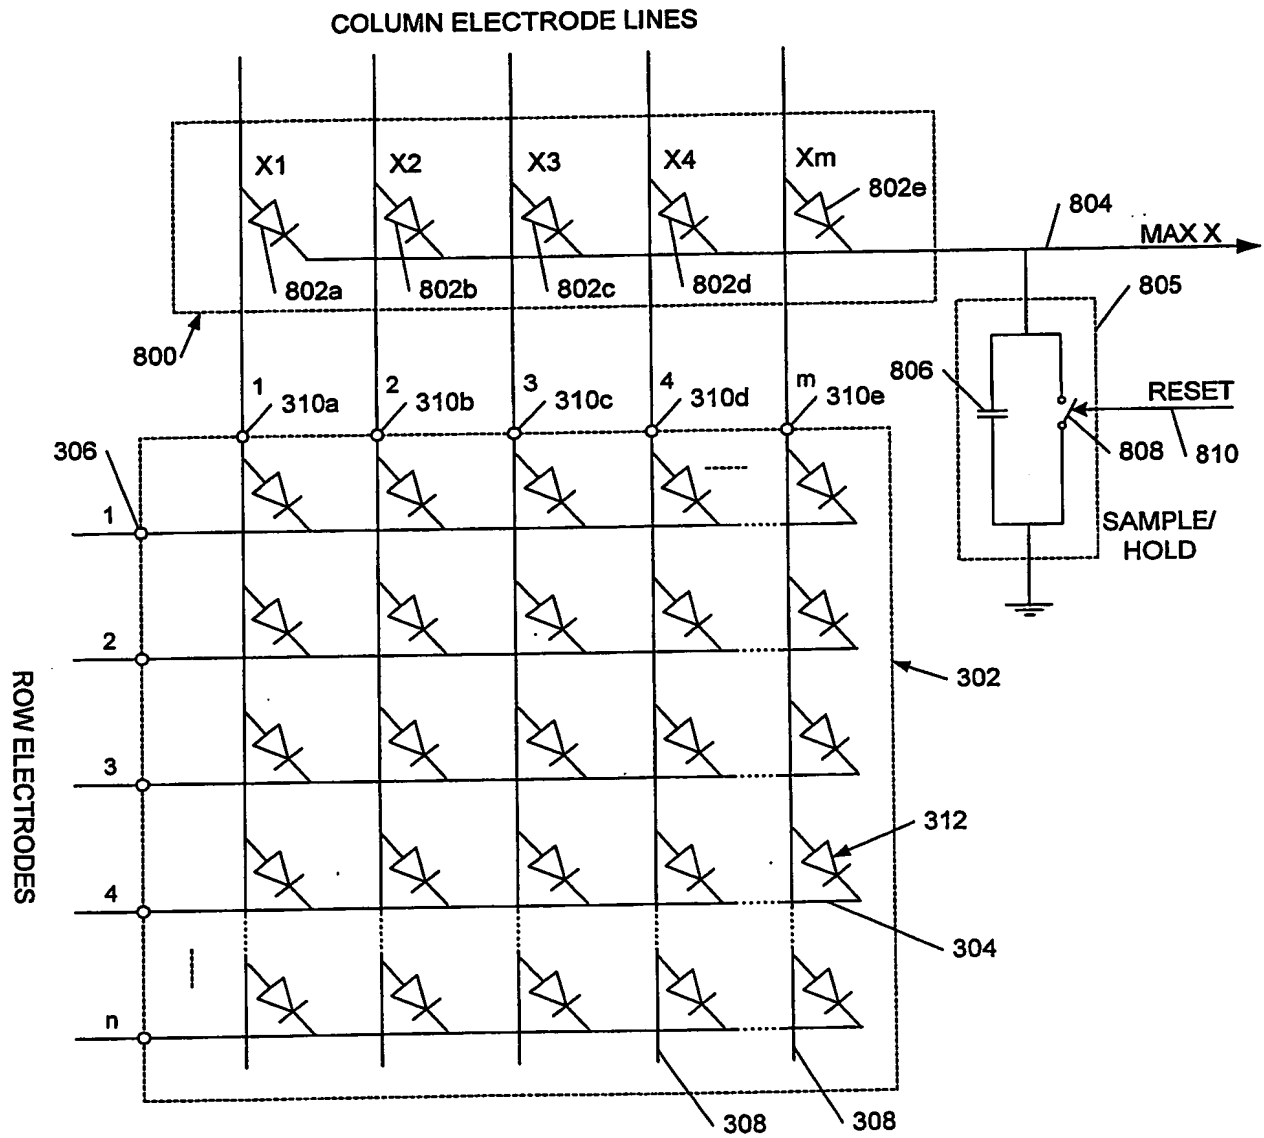 COLUMN ELECTRODE LINES
X1 X2 X3 X4 Xm
802e
804
MAX X
802a 802b 802c 802d
805
800
806
RESET
1 2 3 4 m
310a 310b 310c 310d 310e
808 810
306
SAMPLE/
HOLD
1
2
302
ROW ELECTRODES
3
312
4
304
n
308 308